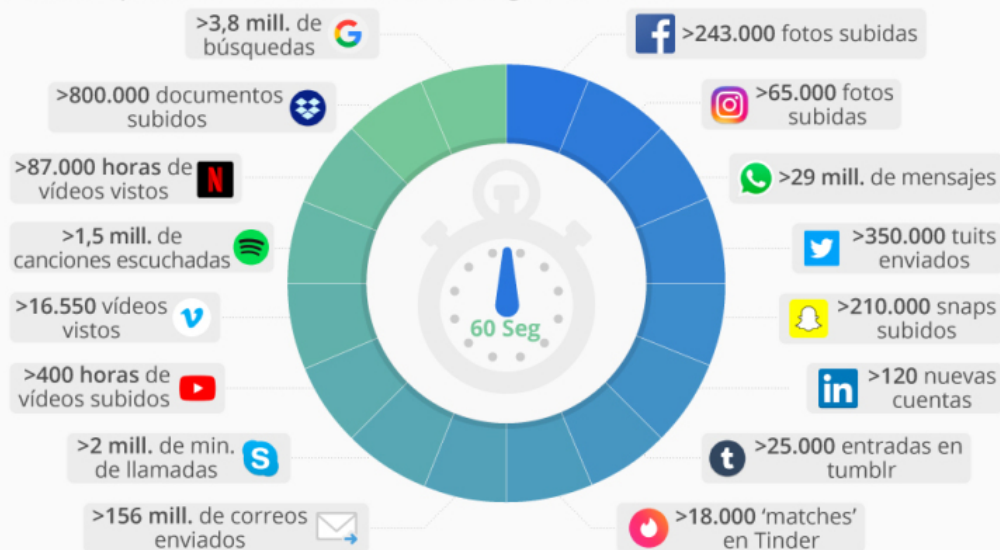 >3,8 mill. de
búsquedas
>243.000 fotos subidas
>800.000 documentos
subidos
>65.000 fotos
subidas
>87.000 horas de
vídeos vistos
N
>29 mill. de mensajes
>1,5 mill. de
canciones escuchadas
>350.000 tuits
enviados
>16.550 vídeos
vistos
>210.000 snaps
subidos
>400 horas de
vídeos subidos
in
>120 nuevas
cuentas
>2 mill. de min.
de llamadas
>25.000 entradas en
tumblr
>156 mill. de correos
enviados
>18.000 ‘matches’
en Tinder
60 Seg